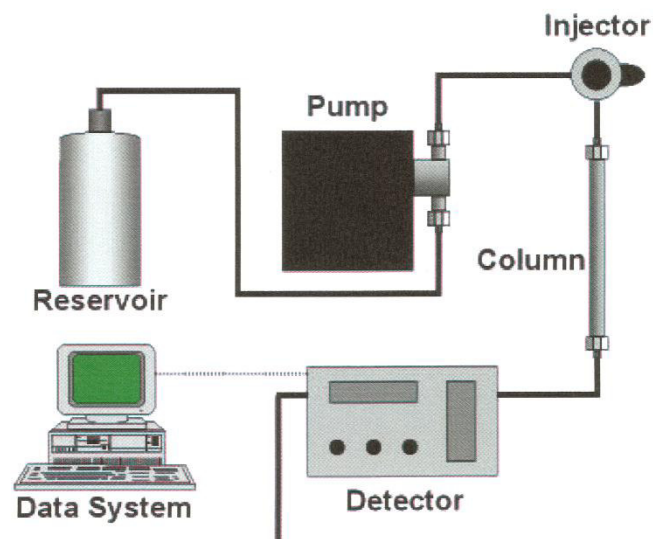 Injector
Pump
Column
Reservoir
Data System
Detector